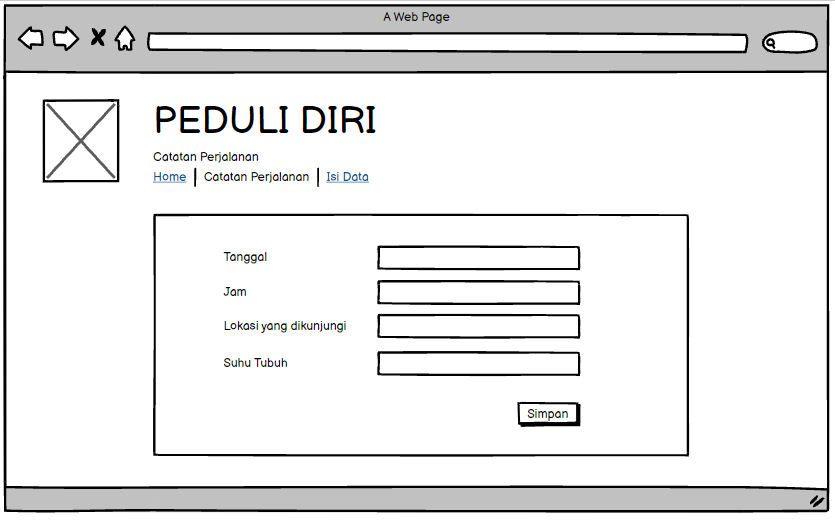 A Web Page
PEDULI DIRI
Catatan Perjalanan
Home | Catatan Perjalanan | Isi Data
Tanggal
Jam
Lokasi yang dikunjungi
Suhu Tubuh
Simpan